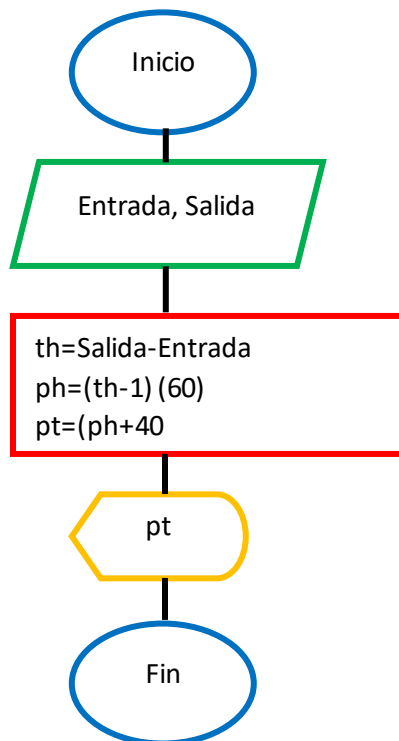 Inicio
Entrada, Salida
th=Salida-Entrada
ph=(th-1) (60)
pt=(ph+40
pt
Fin